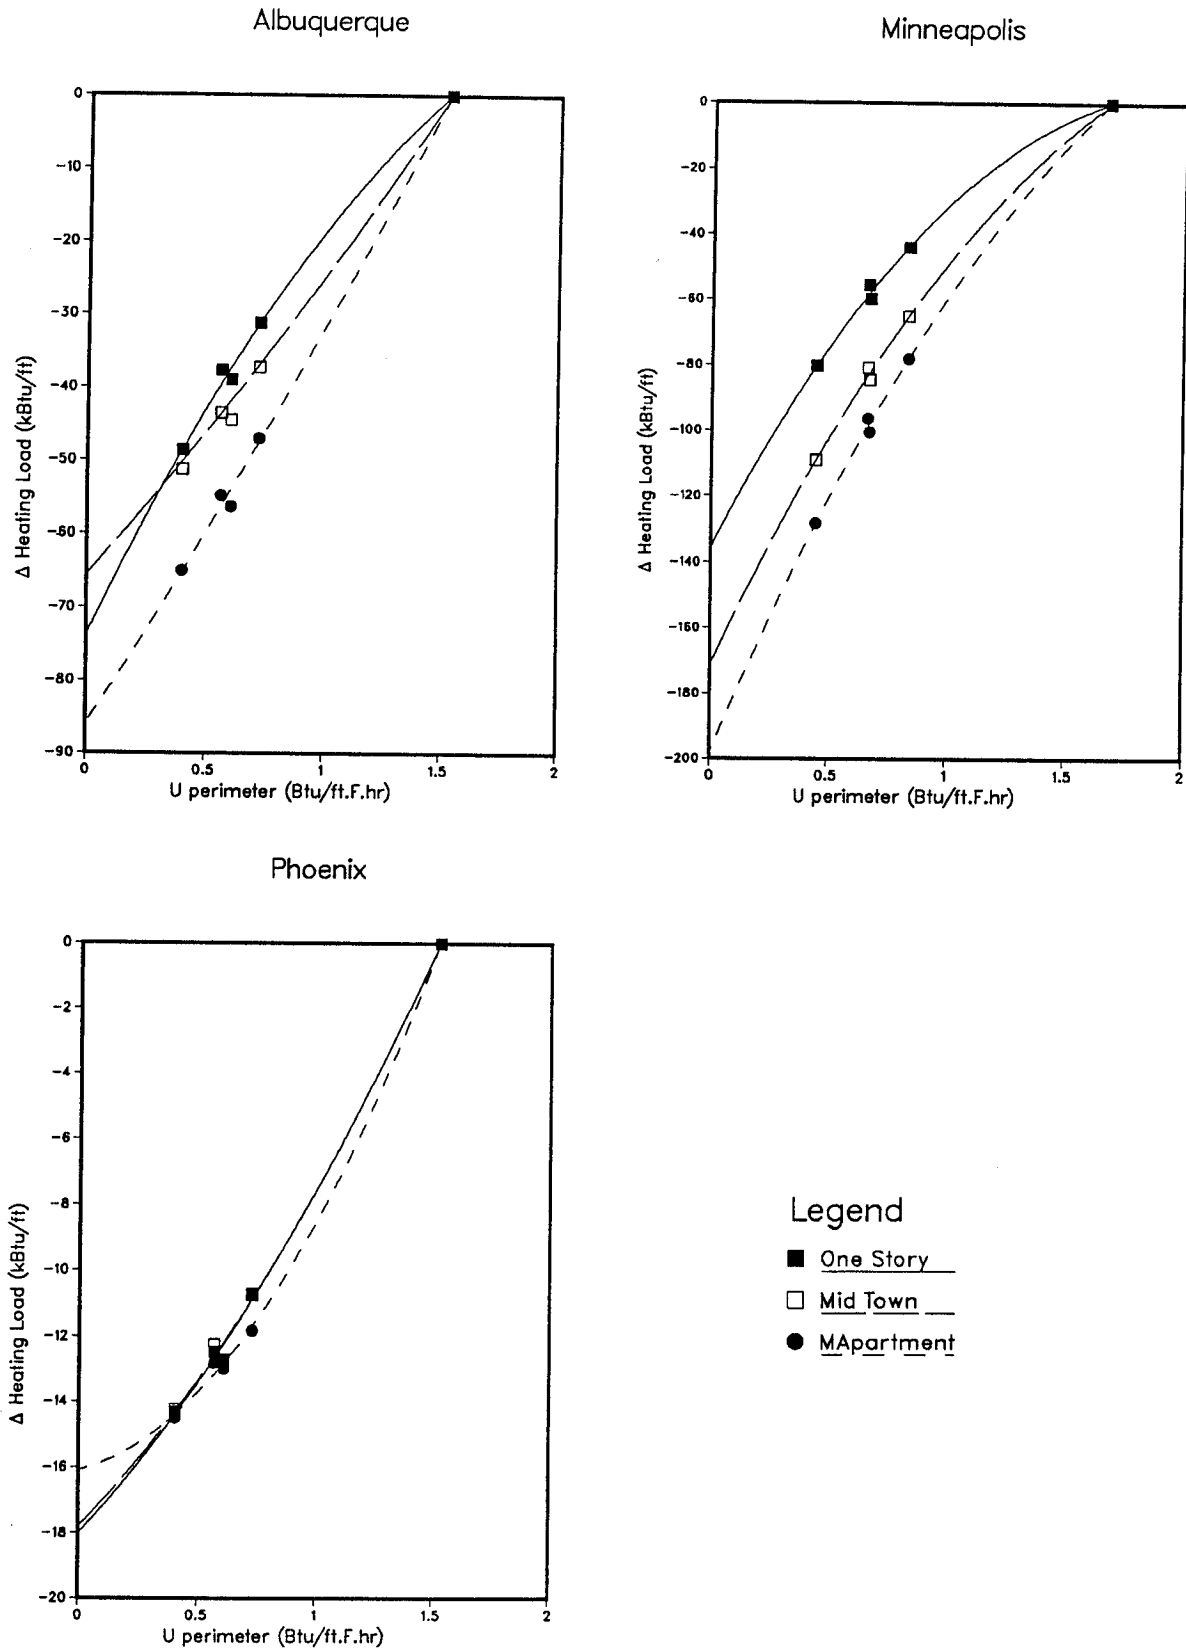 Albuquerque
0
-10
-20
-30
-40
-50
-60
-70
-80
-90
Δ Heating Load (kBtu/ft)
0 0.5 1 1.5 2
U perimeter (Btu/ft.F.hr)
Minneapolis
0
-20
-40
-60
-80
-100
-120
-140
-160
-180
-200
Δ Heating Load (kBtu/ft)
0 0.5 1 1.5 2
U perimeter (Btu/ft.F.hr)
Phoenix
0
-2
-4
-6
-8
-10
-12
-14
-16
-18
-20
Δ Heating Load (kBtu/ft)
0 0.5 1 1.5 2
U perimeter (Btu/ft.F.hr)
Legend
One Story
Mid Town
MApartment